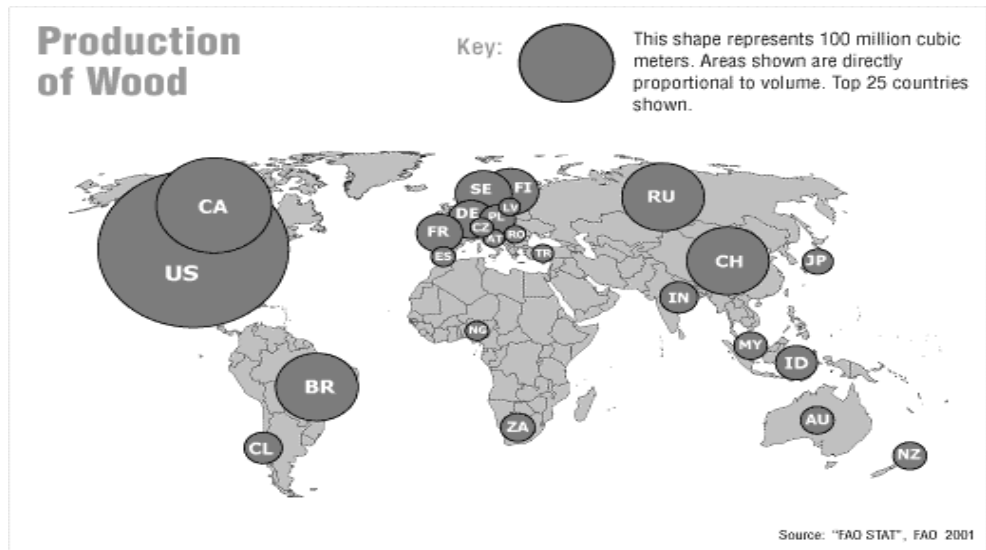 Production
of Wood
Key:
This shape represents 100 million cubic
meters. Areas shown are directly
proportional to volume. Top 25 countries
shown.
CA
US
BR
CL
SE
FI
LV
DE
PL
FR
CZ
AT
RO
ES
TR
NG
ZA
RU
CH
JP
IN
MY
ID
AU
NZ
Source: "FAO STAT", FAO 2001